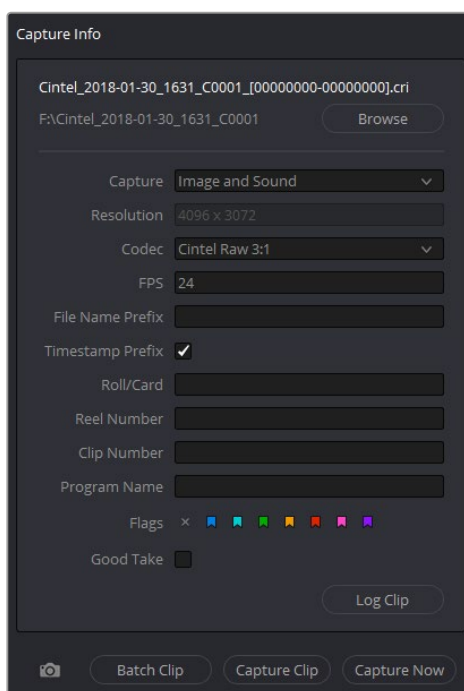 Capture Info
Cintel_2018-01-30_1631_C0001_[00000000-00000000].cri
F:\Cintel_2018-01-30_1631_C0001 Browse
Capture Image and Sound
Resolution 4096 x 3072
Codec Cintel Raw 3:1
FPS 24
File Name Prefix
Timestamp Prefix
Roll/Card
Reel Number
Clip Number
Program Name
Flags
Good Take
Log Clip
Batch Clip Capture Clip Capture Now